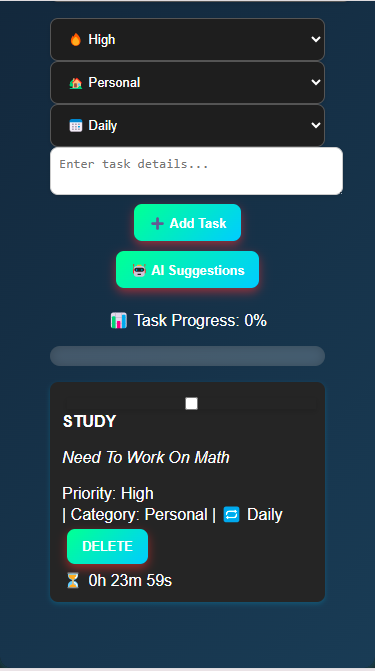 🔥 High
🏡 Personal
📅 Daily
Enter task details...
➕ Add Task
🤖 AI Suggestions
📊 Task Progress: 0%
STUDY
Need To Work On Math
Priority: High
| Category: Personal | 🔁 Daily
DELETE
⏳ 0h 23m 59s